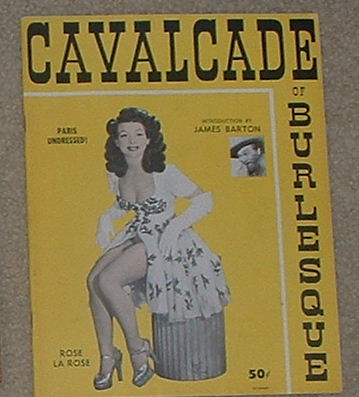 CAVALCADE
OF
BURLESQUE
PARIS
UNDRESSED!
INTRODUCTION BY
JAMES BARTON
ROSE
LA ROSE
50¢